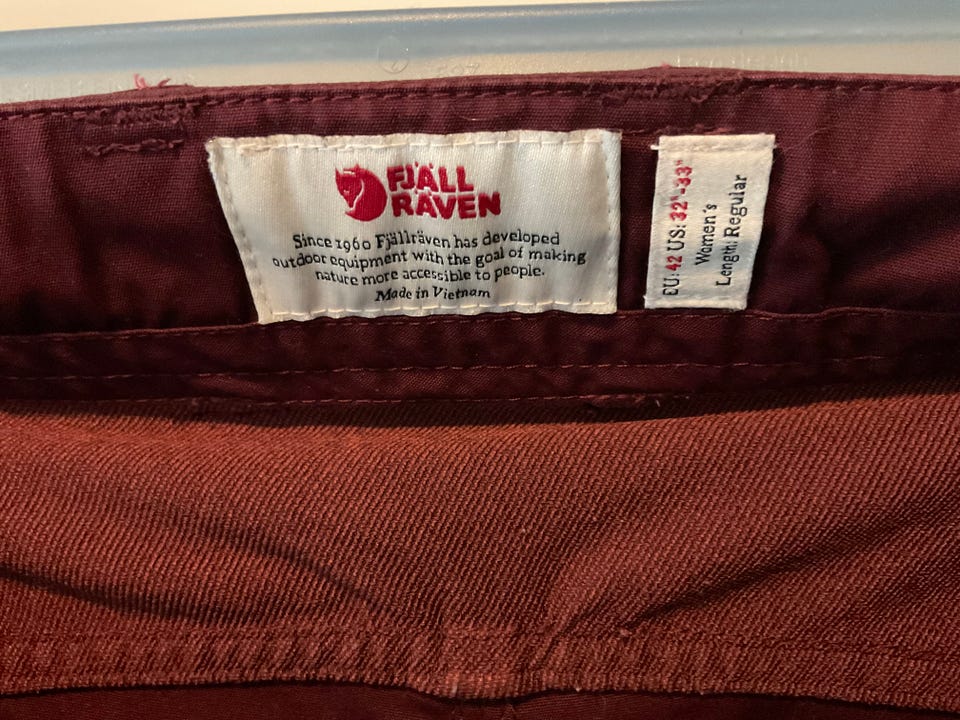 FJÄLL
RÄVEN
Since 1960 Fjällräven has developed
outdoor equipment with the goal of making
nature more accessible to people.
Made in Vietnam
EU: 42 US: 32"-33"
Women's
Length: Regular